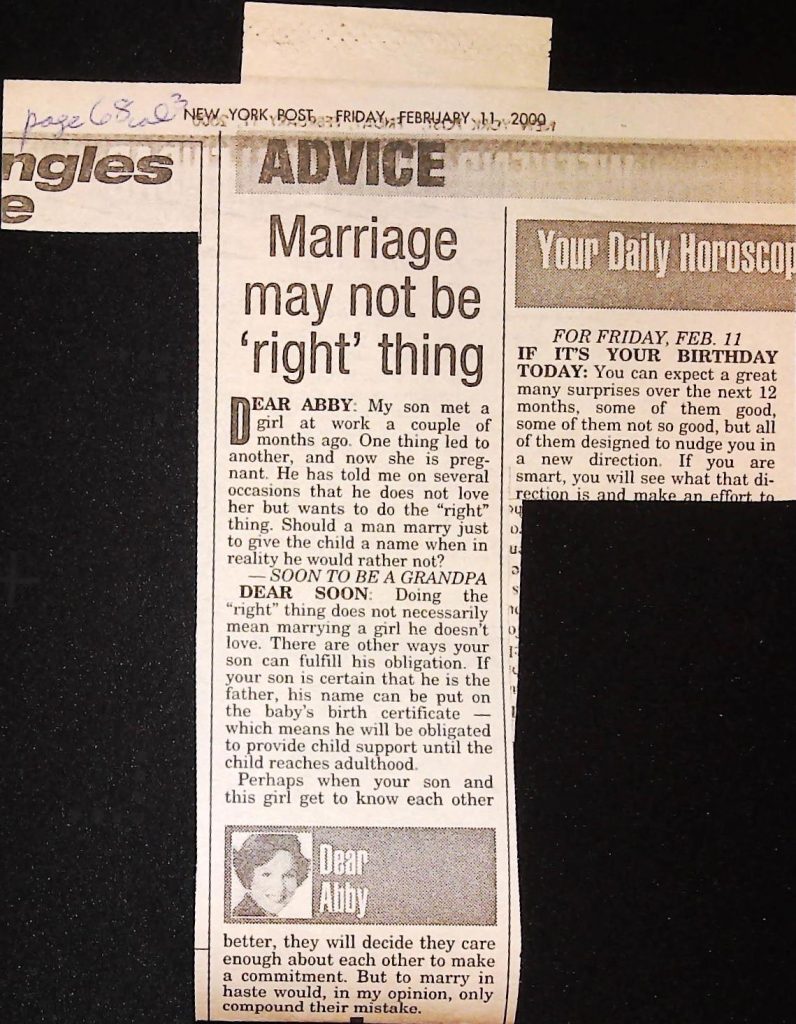 page 68 col 3
NEW YORK POST, FRIDAY, FEBRUARY 11, 2000
ngles
e
ADVICE
Marriage
may not be
‘right’ thing
DEAR ABBY: My son met a
girl at work a couple of
months ago. One thing led to
another, and now she is preg-
nant. He has told me on several
occasions that he does not love
her but wants to do the “right”
thing. Should a man marry just
to give the child a name when in
reality he would rather not?
— SOON TO BE A GRANDPA
DEAR SOON: Doing the
“right” thing does not necessarily
mean marrying a girl he doesn’t
love. There are other ways your
son can fulfill his obligation. If
your son is certain that he is the
father, his name can be put on
the baby’s birth certificate —
which means he will be obligated
to provide child support until the
child reaches adulthood.
Perhaps when your son and
this girl get to know each other
Dear
Abby
better, they will decide they care
enough about each other to make
a commitment. But to marry in
haste would, in my opinion, only
compound their mistake.
Your Daily Horoscop
FOR FRIDAY, FEB. 11
IF IT’S YOUR BIRTHDAY
TODAY: You can expect a great
many surprises over the next 12
months, some of them good,
some of them not so good, but all
of them designed to nudge you in
a new direction. If you are
smart, you will see what that di-
rection is and make an effort to